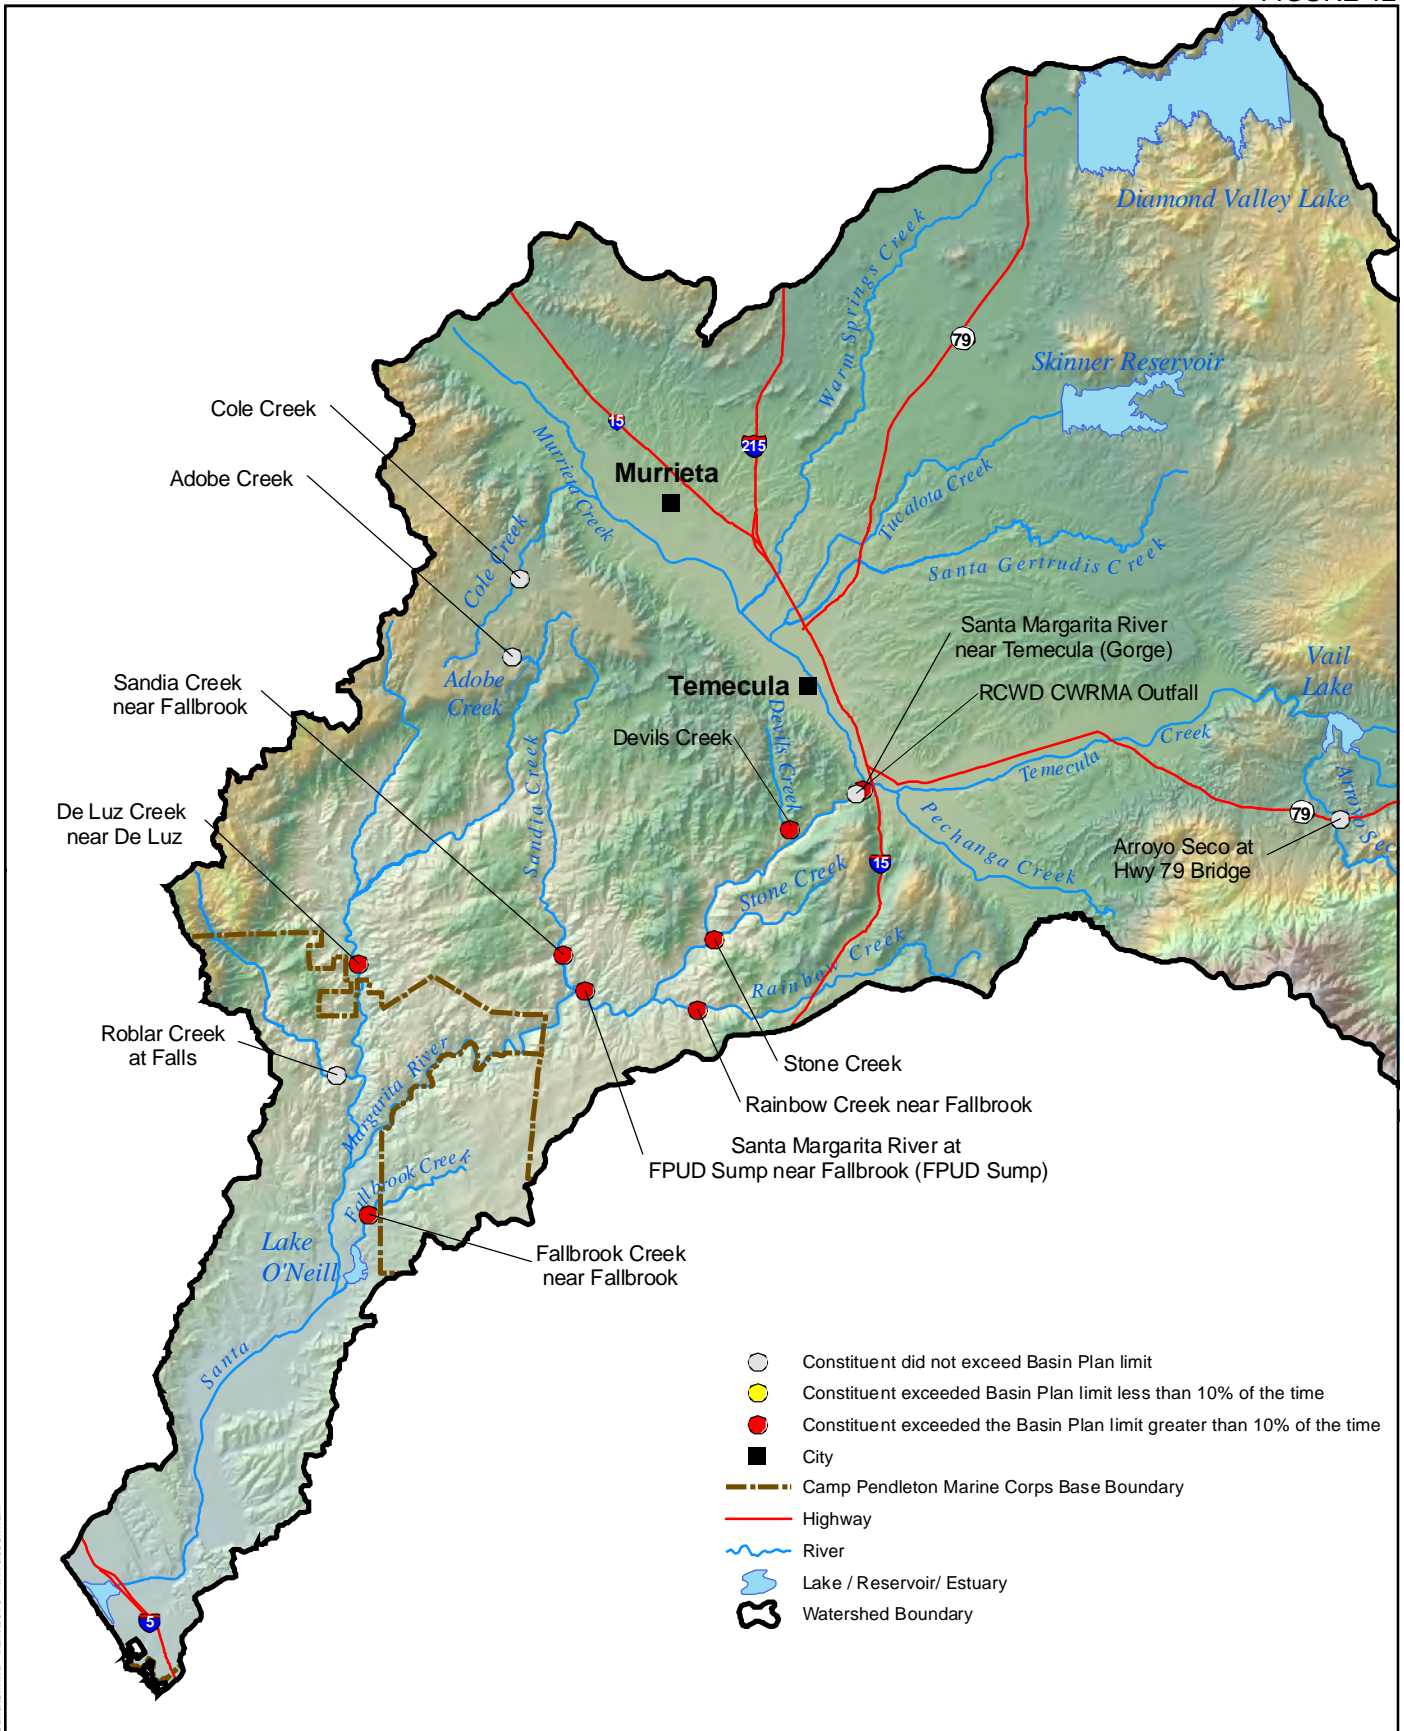 Diamond Valley Lake
Warm Springs Creek
79
Skinner Reservoir
Cole Creek
15
215
Murrieta Creek
Murrieta
Adobe Creek
Tucalota Creek
Cole Creek
Santa Gertrudis Creek
Santa Margarita River
near Temecula (Gorge)
Vail
Lake
Adobe
Creek
Sandia Creek
near Fallbrook
Temecula
RCWD CWRMA Outfall
Devils Creek
Devils Creek
Temecula Creek
Sandia Creek
Arroyo Sec
De Luz Creek
near De Luz
79
Pechanga Creek
Arroyo Seco at
Hwy 79 Bridge
15
Stone Creek
Rainbow Creek
Roblar Creek
at Falls
Margarita River
Stone Creek
Rainbow Creek near Fallbrook
Santa Margarita River at
FPUD Sump near Fallbrook (FPUD Sump)
Fallbrook Creek
Lake
O'Neill
Fallbrook Creek
near Fallbrook
Santa
Constituent did not exceed Basin Plan limit
Constituent exceeded Basin Plan limit less than 10% of the time
Constituent exceeded the Basin Plan limit greater than 10% of the time
City
Camp Pendleton Marine Corps Base Boundary
Highway
River
Lake / Reservoir/ Estuary
Watershed Boundary
5